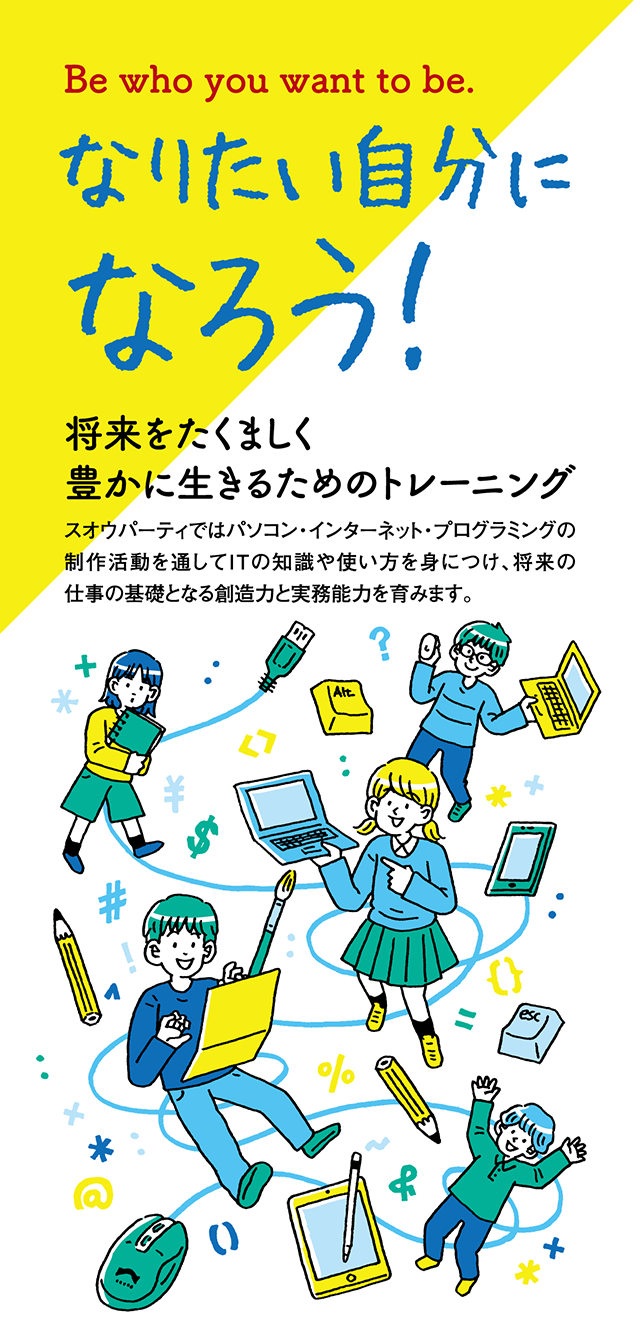 Be who you want to be.
なりたい自分に
なろう!
将来をたくましく
豊かに生きるためのトレーニング
スオウパーティではパソコン・インターネット・プログラミングの
制作活動を通してITの知識や使い方を身につけ、将来の
仕事の基礎となる創造力と実務能力を育みます。
+
*
?
Alt
<>
¥
$
*
+
#
!
^
{}
=
esc
%
+
*
~
@
&
()
+
*